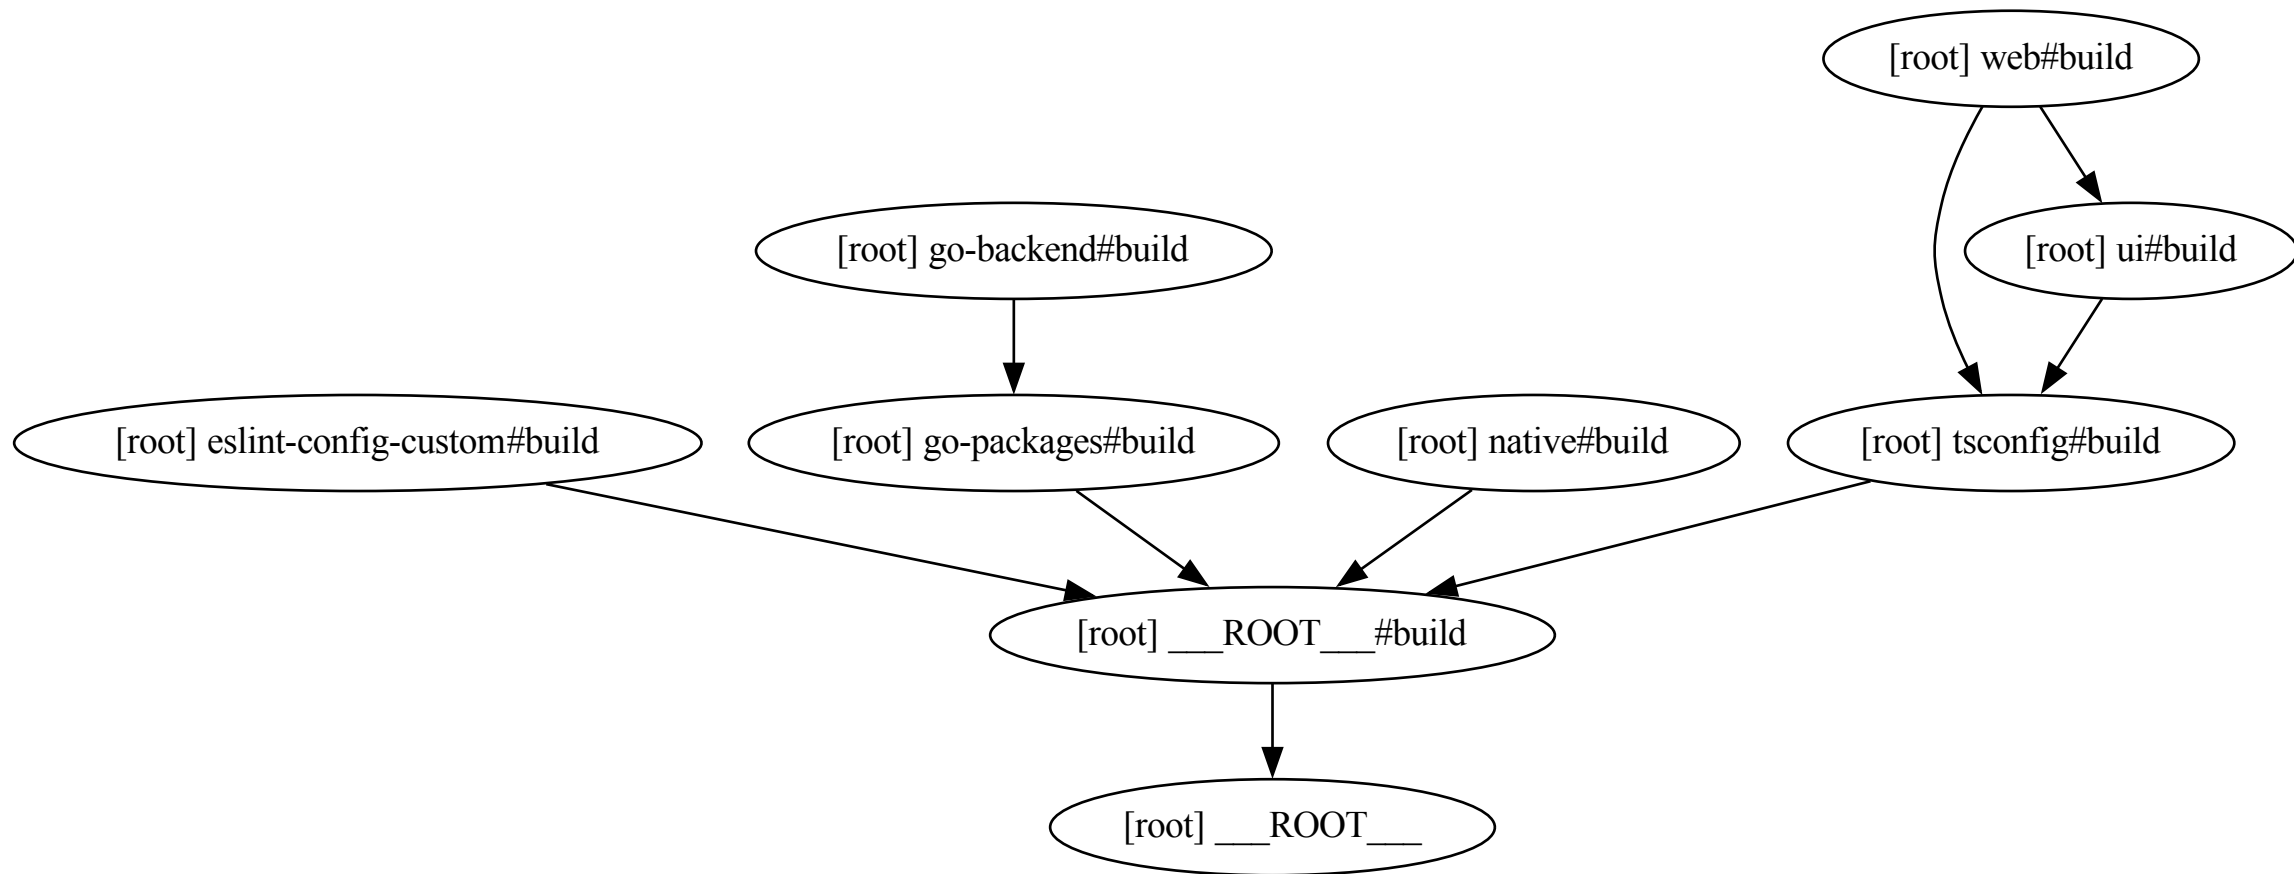 [root] web#build
[root] go-backend#build
[root] ui#build
[root] eslint-config-custom#build
[root] go-packages#build
[root] native#build
[root] tsconfig#build
[root] ___ROOT___#build
[root] ___ROOT___